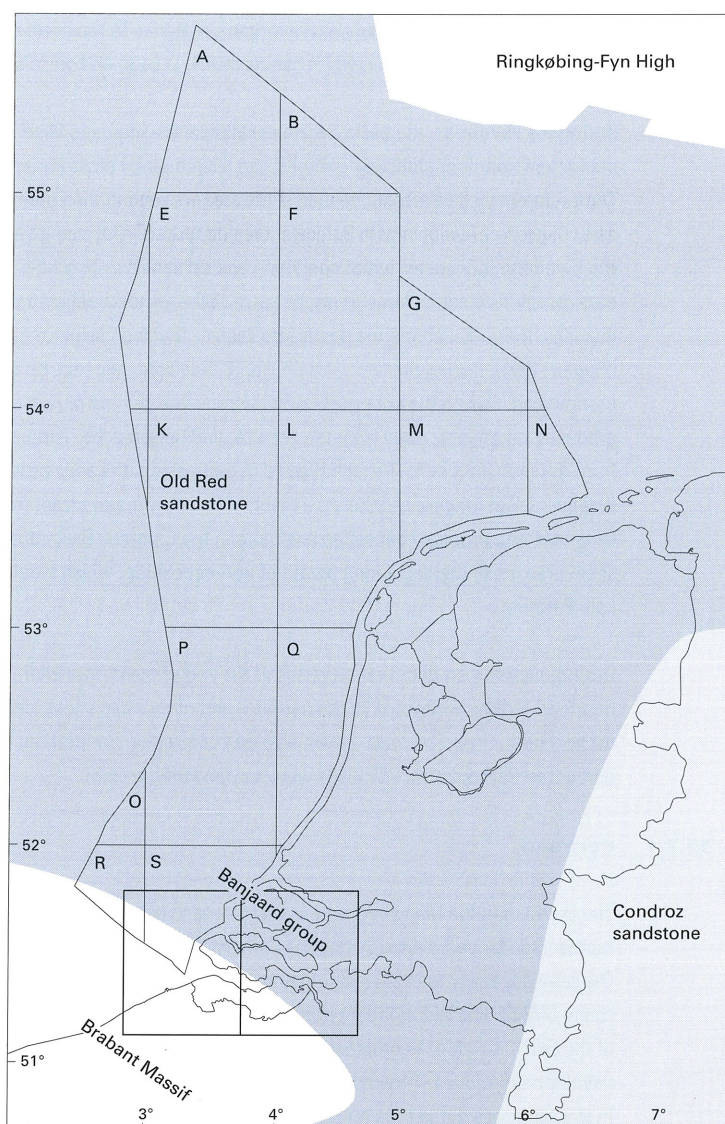 Ringkøbing-Fyn High
A
B
55°
E
F
G
54°
K
L
M
N
Old Red
sandstone
53°
P
Q
O
52°
R
S
Banjaard group
Condroz
sandstone
Brabant Massif
51°
3°
4°
5°
6°
7°